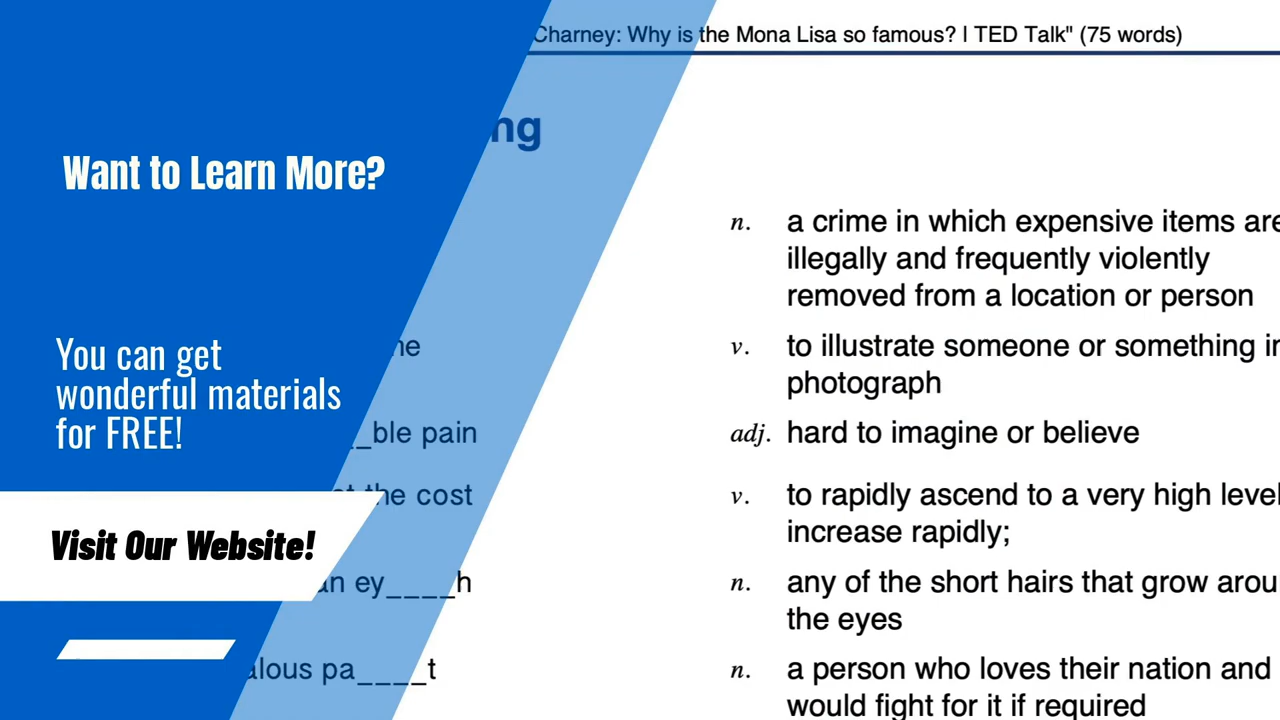 Charney: Why is the Mona Lisa so famous? | TED Talk" (75 words)
ng
Want to Learn More?
n. a crime in which expensive items are
illegally and frequently violently
removed from a location or person
You can get
wonderful materials
for FREE!
he
v. to illustrate someone or something in
photograph
_ble pain
adj. hard to imagine or believe
the cost
v. to rapidly ascend to a very high level
increase rapidly;
Visit Our Website!
an ey____h
n. any of the short hairs that grow arou
the eyes
alous pa____t
n. a person who loves their nation and
would fight for it if required